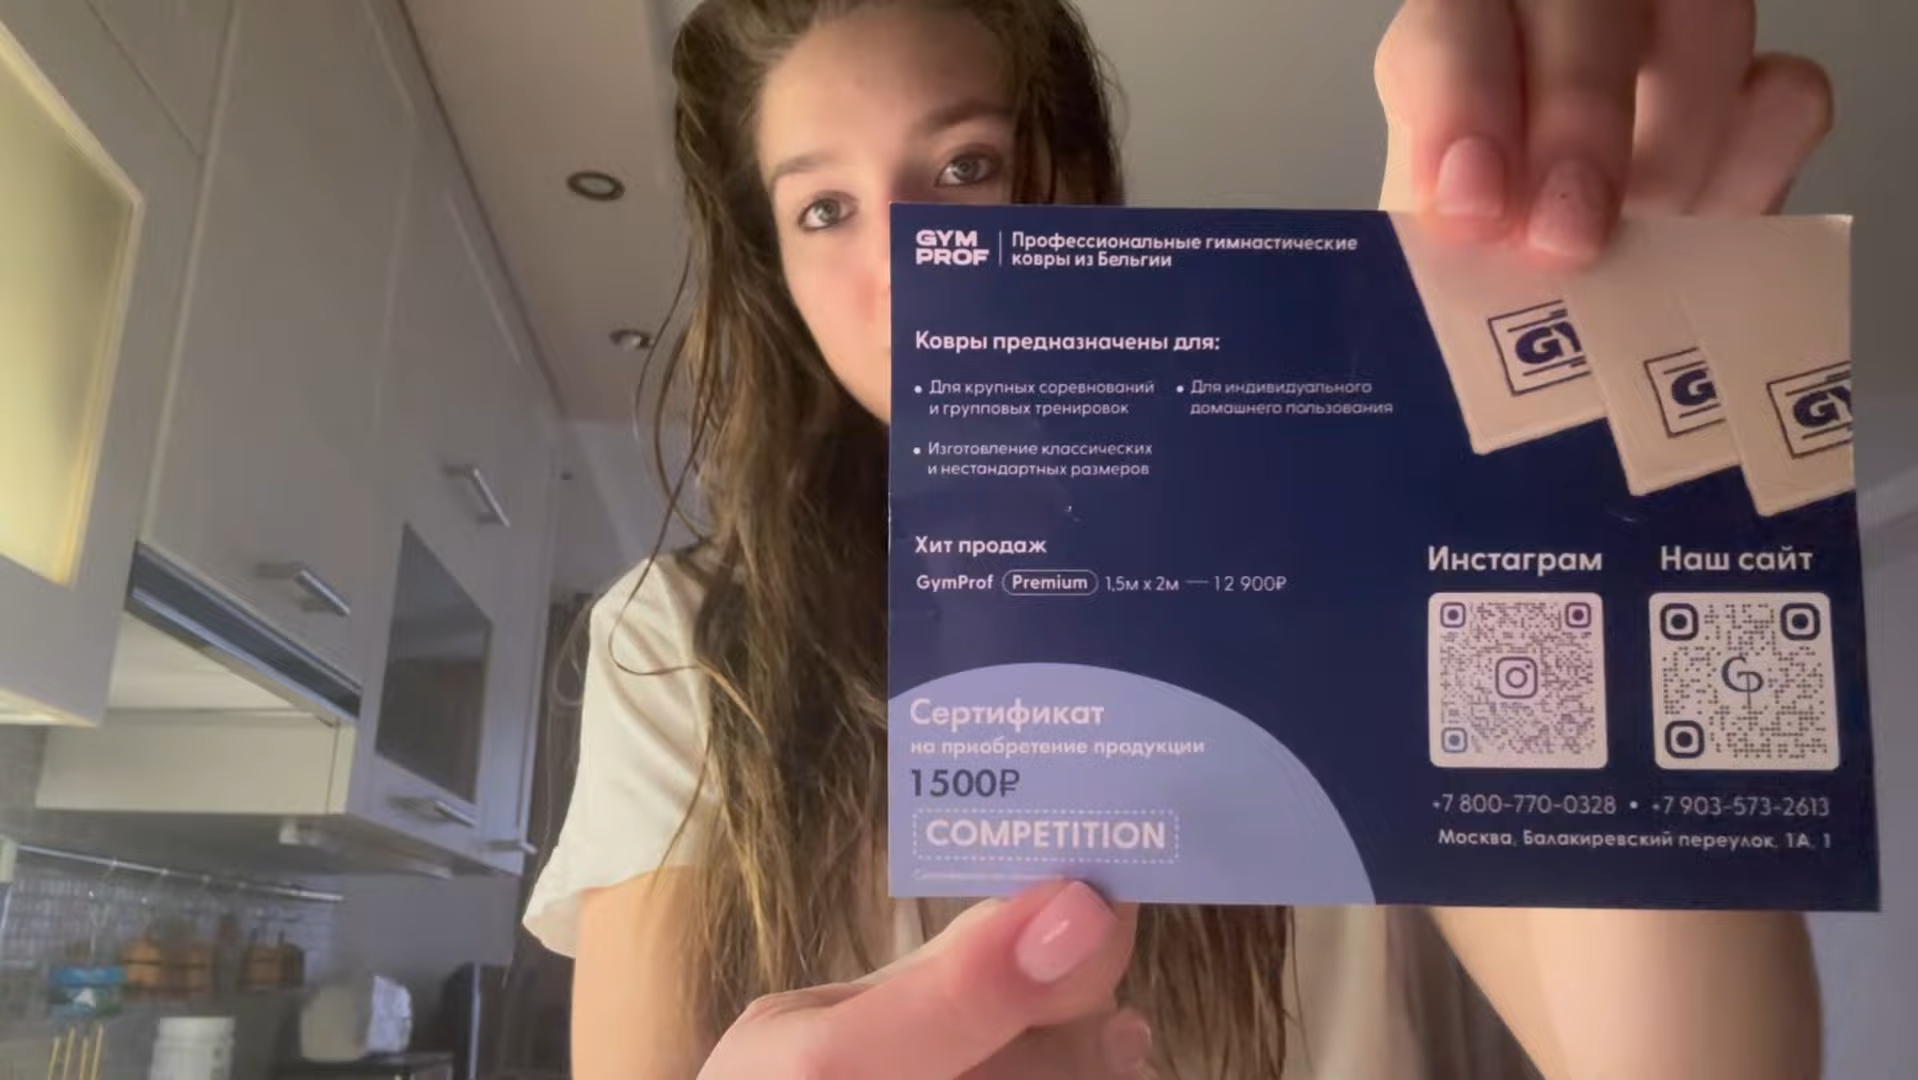 GYM
PROF
Профессиональные гимнастические
ковры из Бельгии
Ковры предназначены для:
• Для крупных соревнований
и групповых тренировок
• Для индивидуального
домашнего пользования
• Изготовление классических
и нестандартных размеров
Хит продаж
GymProf Premium 1,5м x 2м — 12 900₽
Сертификат
на приобретение продукции
1500₽
COMPETITION
GY
G
GY
Инстаграм
Наш сайт
+7 800-770-0328 • +7 903-573-2613
Москва, Балакиревский переулок, 1А, 1